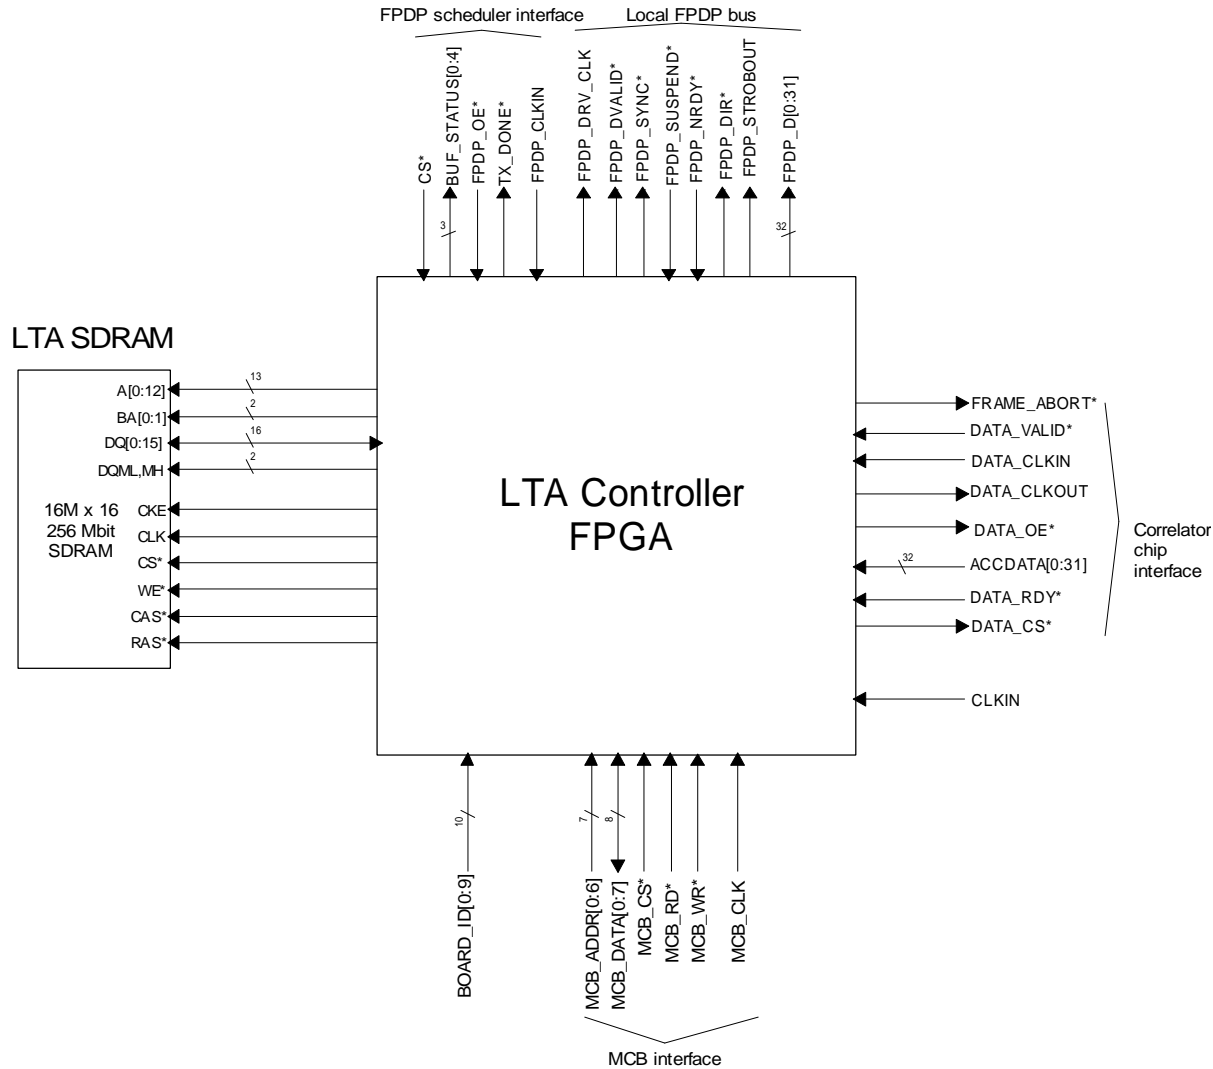 FPDP scheduler interface
Local FPDP bus
CS*
BUF_STATUS[0:4]
FPDP_OE*
TX_DONE*
FPDP_CLKIN
FPDP_DRV_CLK
FPDP_DVALID*
FPDP_SYNC*
FPDP_SUSPEND*
FPDP_NRDY*
FPDP_DIR*
FPDP_STROBOUT
FPDP_D[0:31]
3
32
LTA SDRAM
A[0:12]
13
BA[0:1]
2
DQ[0:15]
16
DQML,MH
2
16M x 16
256 Mbit
SDRAM
CKE
CLK
CS*
WE*
CAS*
RAS*
LTA Controller
FPGA
FRAME_ABORT*
DATA_VALID*
DATA_CLKIN
DATA_CLKOUT
DATA_OE*
32
ACCDATA[0:31]
DATA_RDY*
DATA_CS*
CLKIN
Correlator
chip
interface
10
7
8
BOARD_ID[0:9]
MCB_ADDR[0:6]
MCB_DATA[0:7]
MCB_CS*
MCB_RD*
MCB_WR*
MCB_CLK
MCB interface